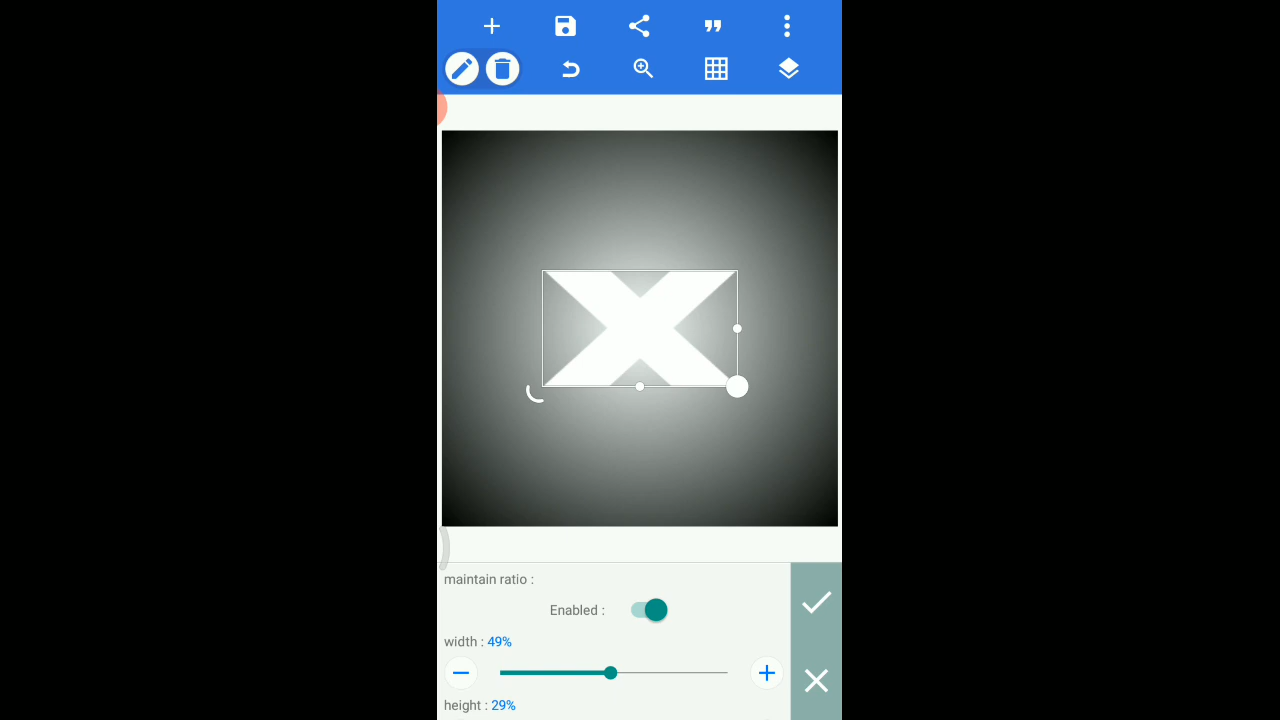 maintain ratio :
Enabled :
width : 49%
height : 29%